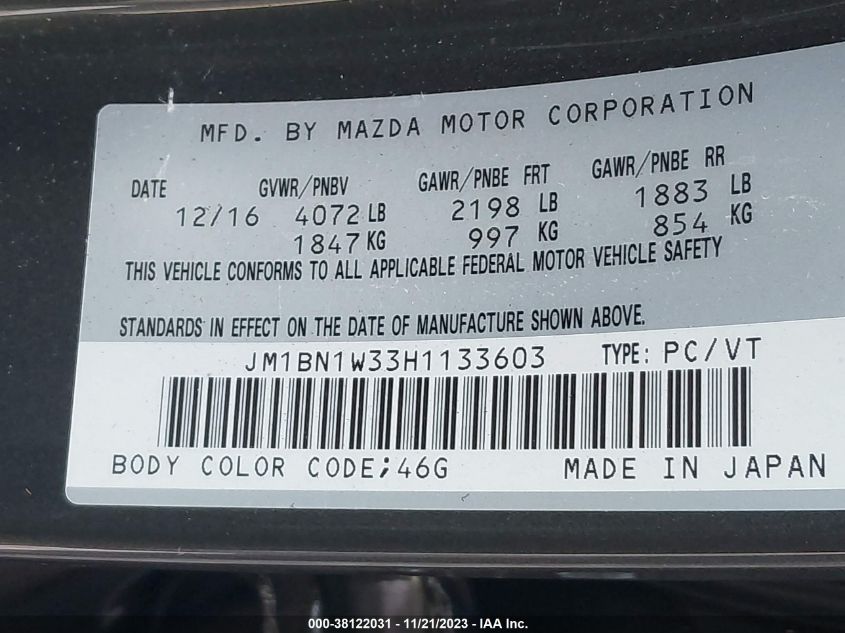 MFD. BY MAZDA MOTOR CORPORATION
DATE GVWR/PNBV GAWR/PNBE FRT GAWR/PNBE RR
12/16 4072 LB 2198 LB 1883 LB
1847 KG 997 KG 854 KG
THIS VEHICLE CONFORMS TO ALL APPLICABLE FEDERAL MOTOR VEHICLE SAFETY
STANDARDS IN EFFECT ON THE DATE OF MANUFACTURE SHOWN ABOVE.
JM1BN1W33H1133603 TYPE: PC/VT
BODY COLOR CODE;46G MADE IN JAPAN
000-38122031 - 11/21/2023 - IAA Inc.